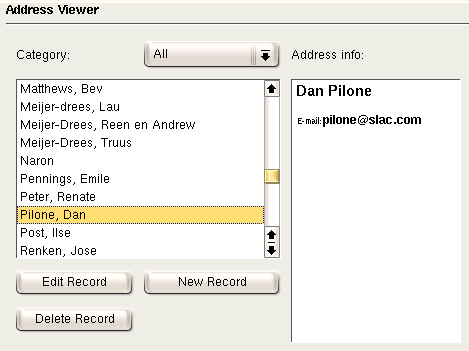 Address Viewer
Category:
All
Address info:
Matthews, Bev
Meijer-drees, Lau
Meijer-Drees, Reen en Andrew
Meijer-Drees, Truus
Naron
Pennings, Emile
Peter, Renate
Pilone, Dan
Post, Ilse
Renken, Jose
Dan Pilone
E-mail: pilone@slac.com
Edit Record
New Record
Delete Record